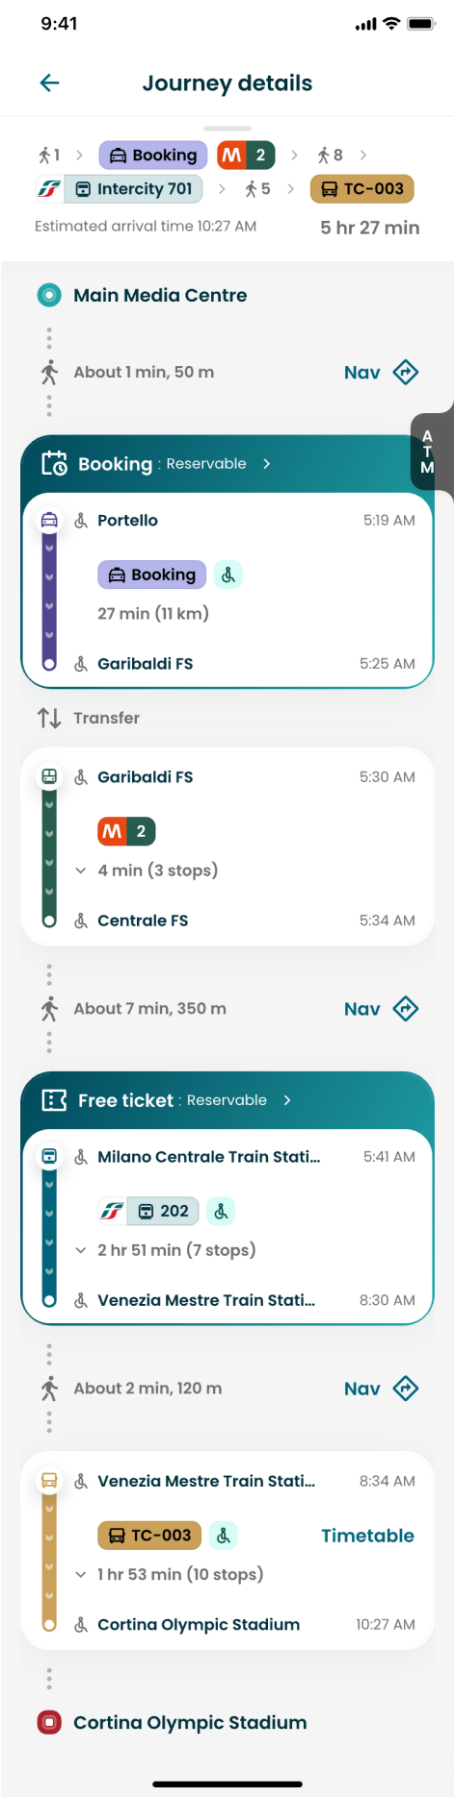 9:41
Journey details
1 > Booking M 2 > 8 >
Intercity 701 > 5 > TC-003
Estimated arrival time 10:27 AM 5 hr 27 min
Main Media Centre
About 1 min, 50 m Nav
A
T
M
Booking : Reservable >
Portello 5:19 AM
Booking
27 min (11 km)
Garibaldi FS 5:25 AM
Transfer
Garibaldi FS 5:30 AM
M 2
4 min (3 stops)
Centrale FS 5:34 AM
About 7 min, 350 m Nav
Free ticket : Reservable >
Milano Centrale Train Stati... 5:41 AM
202
2 hr 51 min (7 stops)
Venezia Mestre Train Stati... 8:30 AM
About 2 min, 120 m Nav
Venezia Mestre Train Stati... 8:34 AM
TC-003 Timetable
1 hr 53 min (10 stops)
Cortina Olympic Stadium 10:27 AM
Cortina Olympic Stadium